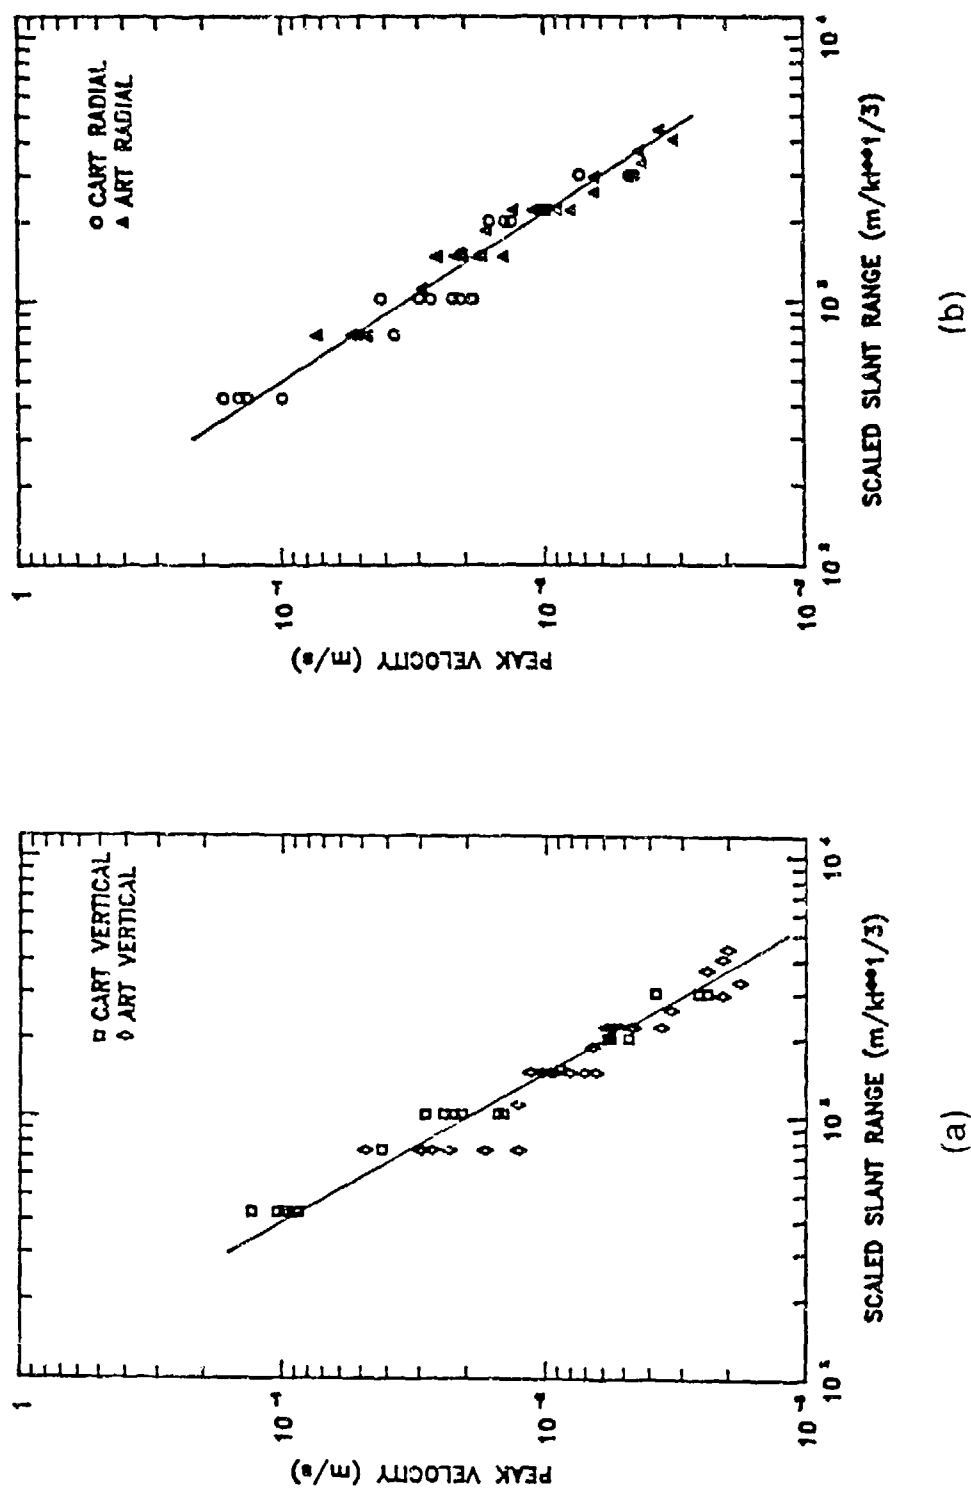 1
10⁻¹
10⁻²
10⁻³
PEAK VELOCITY (m/s)
□ CART VERTICAL
◊ ART VERTICAL
10²
10³
10⁴
SCALED SLANT RANGE (m/kt**1/3)
(a)
1
10⁻¹
10⁻²
10⁻³
PEAK VELOCITY (m/s)
○ CART RADIAL
▲ ART RADIAL
10²
10³
10⁴
SCALED SLANT RANGE (m/kt**1/3)
(b)